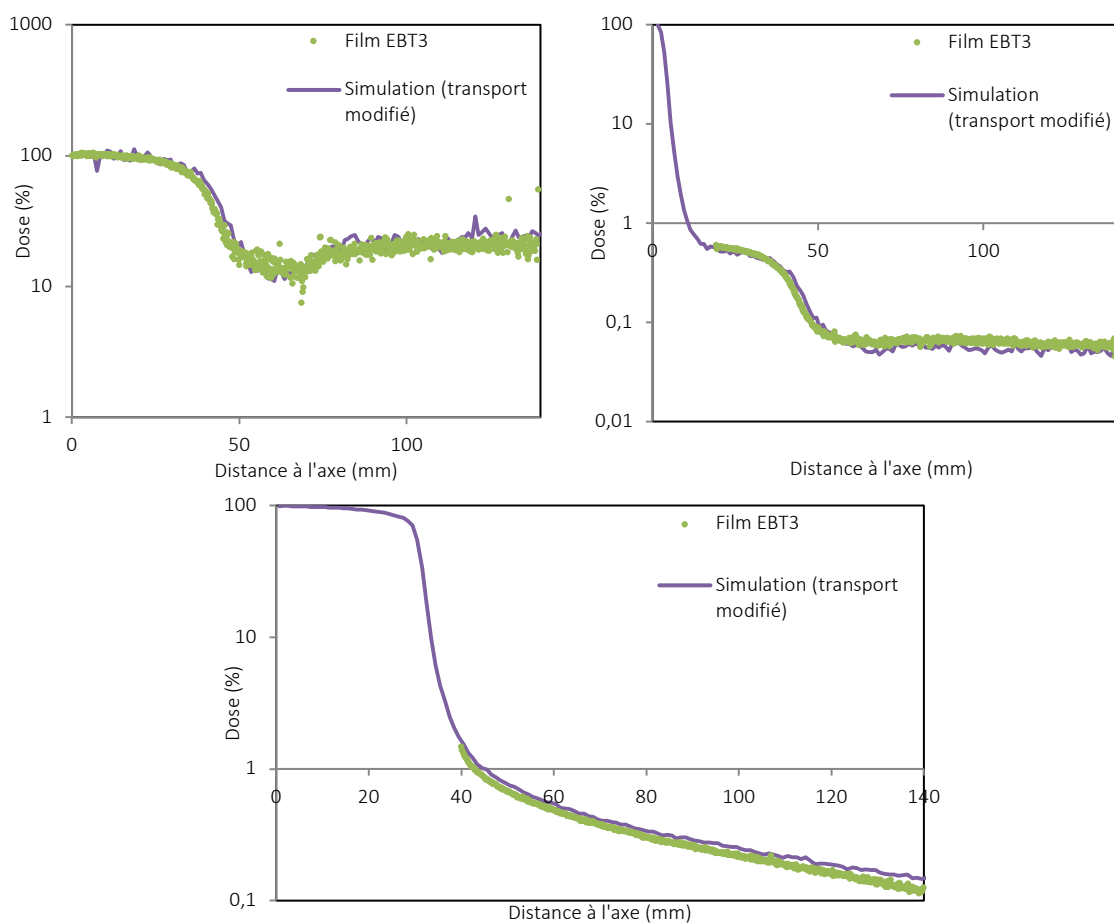 1000
100
10
1
Dose (%)
0
50
100
Distance à l'axe (mm)
Film EBT3
Simulation (transport
modifié)
100
10
1
0,1
0,01
Dose (%)
0
50
100
Distance à l'axe (mm)
Film EBT3
Simulation
(transport modifié)
100
10
1
0,1
Dose (%)
0
20
40
60
80
100
120
140
Distance à l'axe (mm)
Film EBT3
Simulation (transport
modifié)